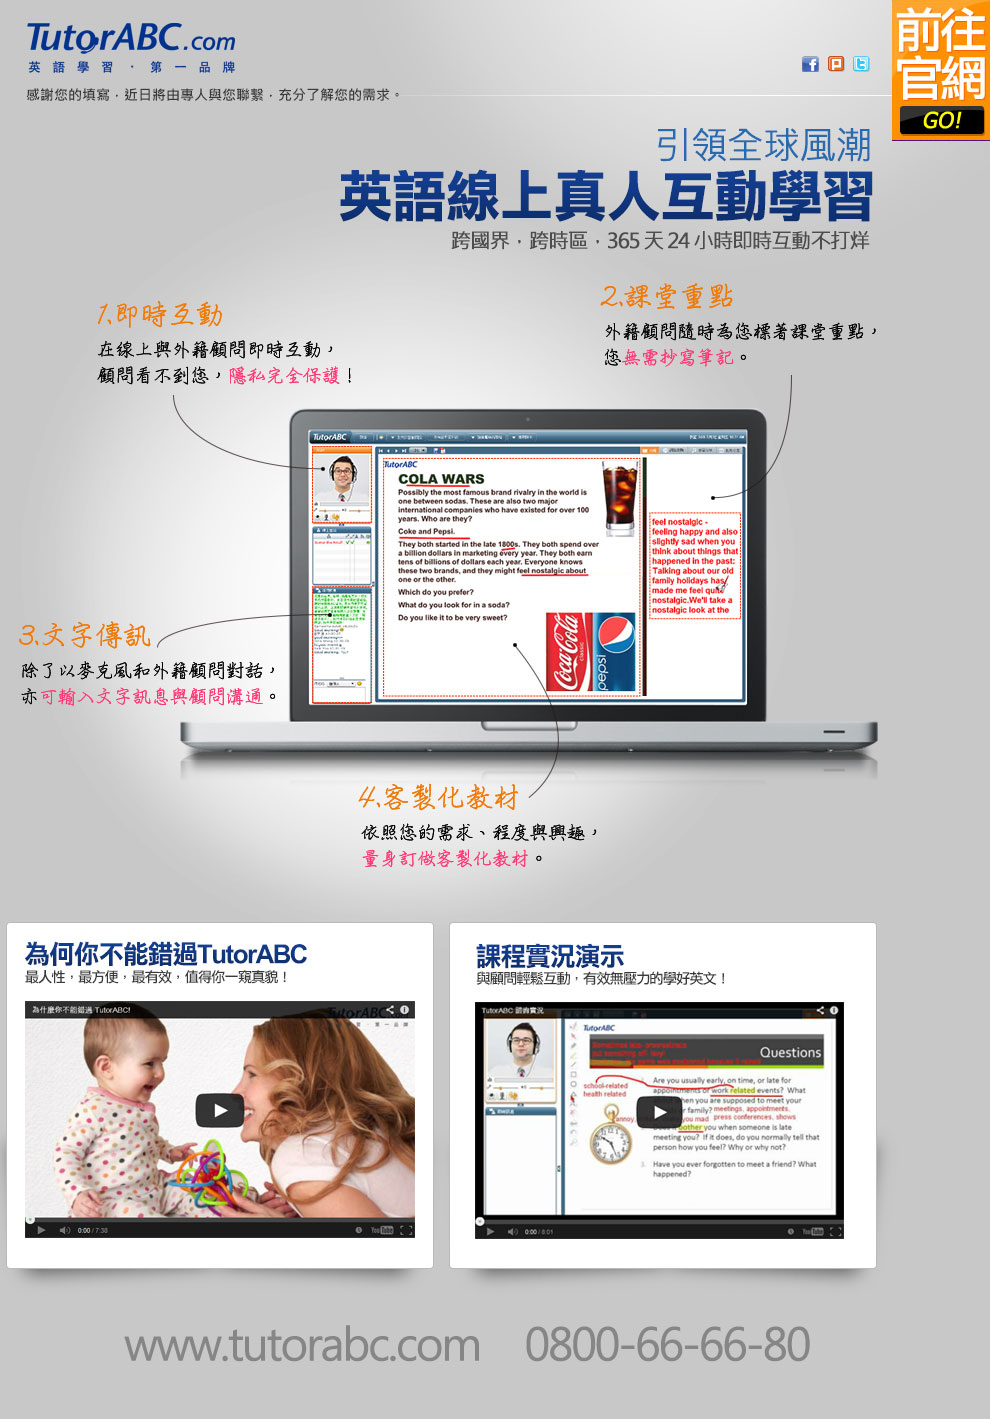 TutorABC.com
英語學習・第一品牌
感謝您的填寫，近日將由專人與您聯繫，充分了解您的需求。
前往
官網
GO!
引領全球風潮
英語線上真人互動學習
跨國界．跨時區．365 天 24 小時即時互動不打烊
1.即時互動
在線上與外籍顧問即時互動，
顧問看不到您，隱私完全保護！
2.課堂重點
外籍顧問隨時為您標著課堂重點，
您無需抄寫筆記。
TutorABC
TutorABC
COLA WARS
Possibly the most famous brand rivalry in the world is
one between sodas. These are also two major
international companies who have existed for over 100
years. Who are they?
Coke and Pepsi.
They both started in the late 1800s. They both spend over
a billion dollars in marketing every year. They both earn
tens of billions of dollars each year. Everyone knows
these two brands, and they might feel nostalgic about
one or the other.
Which do you prefer?
What do you look for in a soda?
Do you like it to be very sweet?
Coca-Cola
CLASSIC
pepsi
feel nostalgic -
feeling happy and also
slightly sad when you
think about things that
happened in the past:
Talking about our old
family holidays has
made me feel quite
nostalgic.We'll take a
nostalgic look at the
3.文字傳訊
除了以麥克風和外籍顧問對話，
亦可輸入文字訊息與顧問溝通。
4.客製化教材
依照您的需求、程度與興趣，
量身訂做客製化教材。
為何你不能錯過TutorABC
最人性，最方便，最有效，值得你一窺真貌！
為什麼你不能錯過 TutorABC!
0:00 / 7:38
YouTube
課程實況演示
與顧問輕鬆互動，有效無壓力的學好英文！
TutorABC 諮詢實況
TutorABC
Questions
school-related
health related
Are you usually early, on time, or late for
appointments or work related events? What
when you are supposed to meet your
or family? meetings, appointments,
press conferences, shows
annoy
you mad
bother you when someone is late
meeting you? If it does, do you normally tell that
person how you feel? Why or why not?
3. Have you ever forgotten to meet a friend? What
happened?
0:00 / 8:01
YouTube
www.tutorabc.com 0800-66-66-80